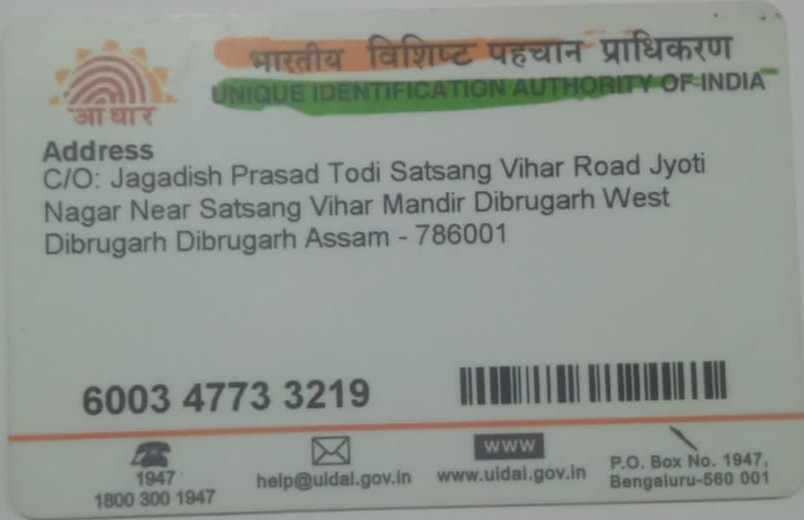 भारतीय विशिष्ट पहचान प्राधिकरण
UNIQUE IDENTIFICATION AUTHORITY OF INDIA
आधार
Address
C/O: Jagadish Prasad Todi Satsang Vihar Road Jyoti
Nagar Near Satsang Vihar Mandir Dibrugarh West
Dibrugarh Dibrugarh Assam - 786001
6003 4773 3219
1947
1800 300 1947
help@uidai.gov.in
www
www.uidai.gov.in
P.O. Box No. 1947,
Bengaluru-560 001